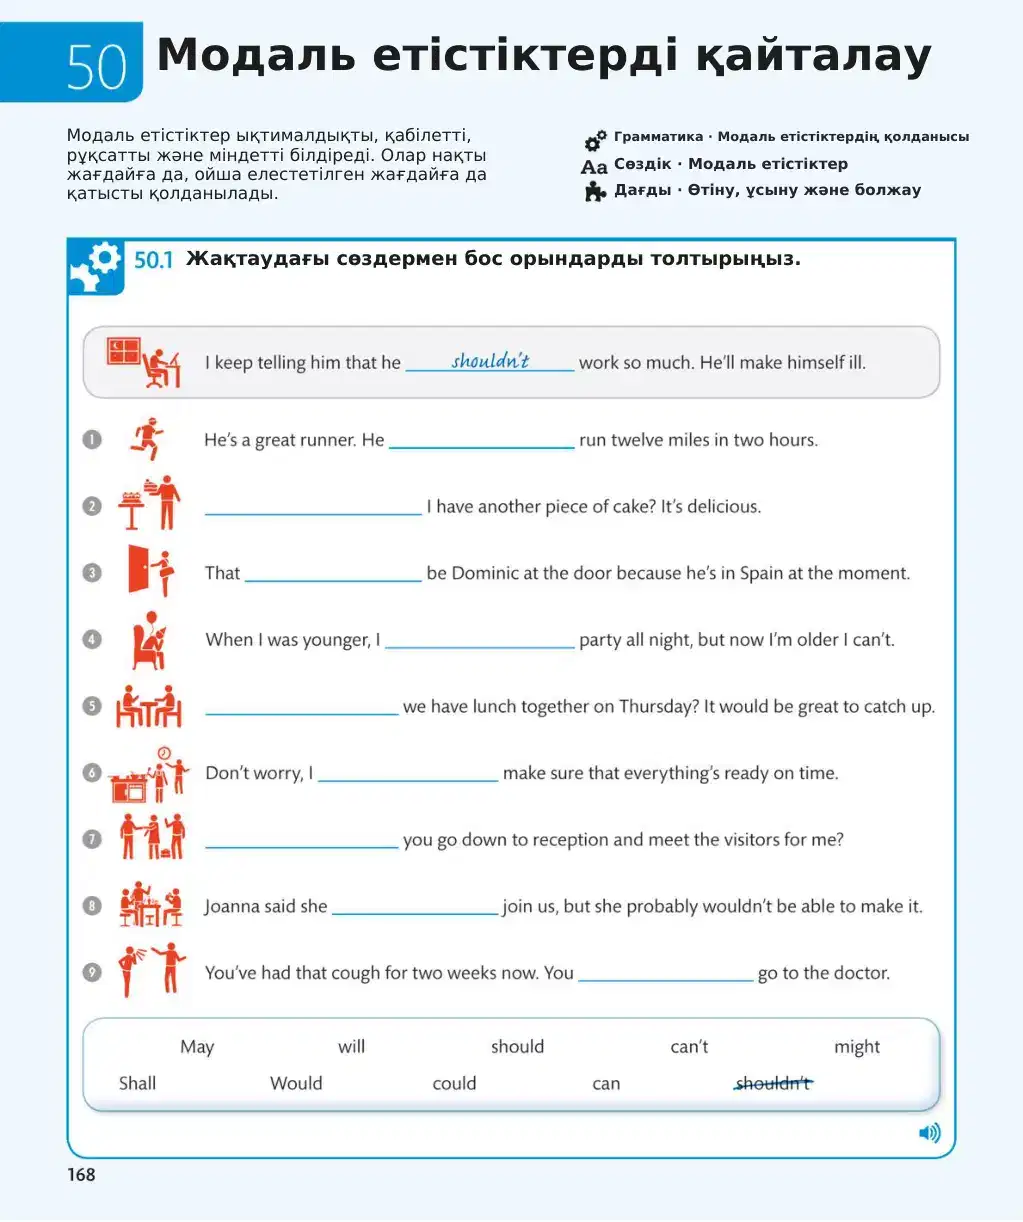 50
Модаль етістіктерді қайталау
Модаль етістіктер ықтималдықты, қабілетті,
рұқсатты және міндетті білдіреді. Олар нақты
жағдайға да, ойша елестетілген жағдайға да
қатысты қолданылады.
Грамматика · Модаль етістіктердің қолданысы
Aa Сөздік · Модаль етістіктер
Дағды · Өтіну, ұсыну және болжау
50.1 Жақтаудағы сөздермен бос орындарды толтырыңыз.
I keep telling him that he shouldn't work so much. He'll make himself ill.
1 He's a great runner. He ____ run twelve miles in two hours.
2 ____ I have another piece of cake? It's delicious.
3 That ____ be Dominic at the door because he's in Spain at the moment.
4 When I was younger, I ____ party all night, but now I'm older I can't.
5 ____ we have lunch together on Thursday? It would be great to catch up.
6 Don't worry, I ____ make sure that everything's ready on time.
7 ____ you go down to reception and meet the visitors for me?
8 Joanna said she ____ join us, but she probably wouldn't be able to make it.
9 You've had that cough for two weeks now. You ____ go to the doctor.
May will should can't might
Shall Would could can shouldn't
168